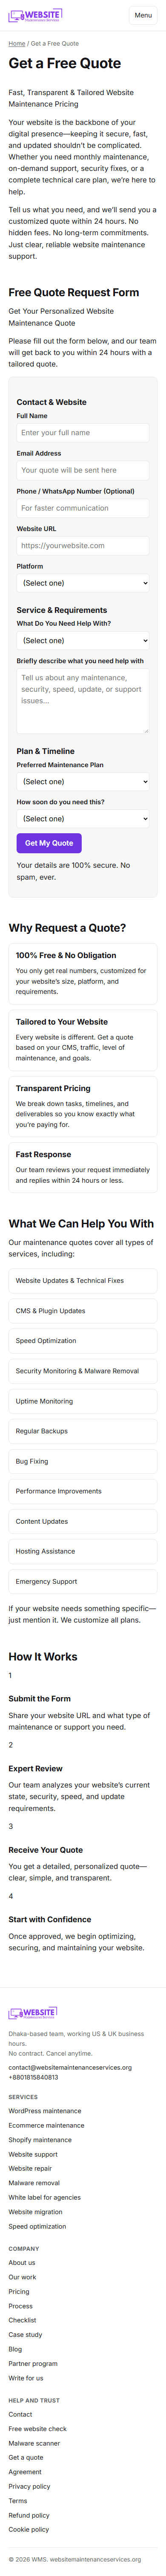 WEBSITE
Menu
Home / Get a Free Quote
Get a Free Quote
Fast, Transparent & Tailored Website
Maintenance Pricing
Your website is the backbone of your
digital presence—keeping it secure, fast,
and updated shouldn't be complicated.
Whether you need monthly maintenance,
on-demand support, security fixes, or a
complete technical care plan, we're here to
help.
Tell us what you need, and we'll send you a
customized quote within 24 hours. No
hidden fees. No long-term commitments.
Just clear, reliable website maintenance
support.
Free Quote Request Form
Get Your Personalized Website
Maintenance Quote
Please fill out the form below, and our team
will get back to you within 24 hours with a
tailored quote.
Contact & Website
Full Name
Enter your full name
Email Address
Your quote will be sent here
Phone / WhatsApp Number (Optional)
For faster communication
Website URL
https://yourwebsite.com
Platform
(Select one)
Service & Requirements
What Do You Need Help With?
(Select one)
Briefly describe what you need help with
Tell us about any maintenance,
security, speed, update, or support
issues...
Plan & Timeline
Preferred Maintenance Plan
(Select one)
How soon do you need this?
(Select one)
Get My Quote
Your details are 100% secure. No
spam, ever.
Why Request a Quote?
100% Free & No Obligation
You only get real numbers, customized for
your website's size, platform, and
requirements.
Tailored to Your Website
Every website is different. Get a quote
based on your CMS, traffic, level of
maintenance, and goals.
Transparent Pricing
We break down tasks, timelines, and
deliverables so you know exactly what
you're paying for.
Fast Response
Our team reviews your request immediately
and replies within 24 hours or less.
What We Can Help You With
Our maintenance quotes cover all types of
services, including:
Website Updates & Technical Fixes
CMS & Plugin Updates
Speed Optimization
Security Monitoring & Malware Removal
Uptime Monitoring
Regular Backups
Bug Fixing
Performance Improvements
Content Updates
Hosting Assistance
Emergency Support
If your website needs something specific—
just mention it. We customize all plans.
How It Works
1
Submit the Form
Share your website URL and what type of
maintenance or support you need.
2
Expert Review
Our team analyzes your website's current
state, security, speed, and update
requirements.
3
Receive Your Quote
You get a detailed, personalized quote—
clear, simple, and transparent.
4
Start with Confidence
Once approved, we begin optimizing,
securing, and maintaining your website.
WEBSITE
Dhaka-based team, working US & UK business
hours.
No contract. Cancel anytime.
contact@websitemaintenanceservices.org
+8801815840813
SERVICES
WordPress maintenance
Ecommerce maintenance
Shopify maintenance
Website support
Website repair
Malware removal
White label for agencies
Website migration
Speed optimization
COMPANY
About us
Our work
Pricing
Process
Checklist
Case study
Blog
Partner program
Write for us
HELP AND TRUST
Contact
Free website check
Malware scanner
Get a quote
Agreement
Privacy policy
Terms
Refund policy
Cookie policy
© 2026 WMS. websitemaintenanceservices.org